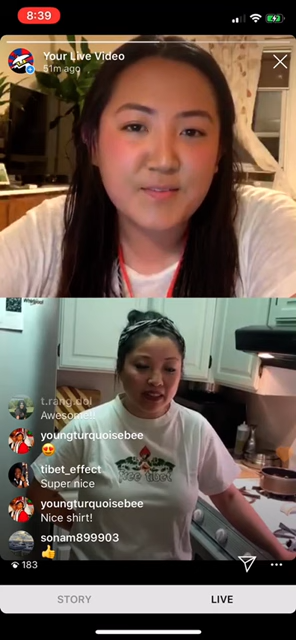 8:39
Your Live Video
51m ago
t.rang.dol
Awesome
youngturquoisebee
😍
tibet_effect
Super nice
youngturquoisebee
Nice shirt!
sonam899903
👍
183
STORY
LIVE